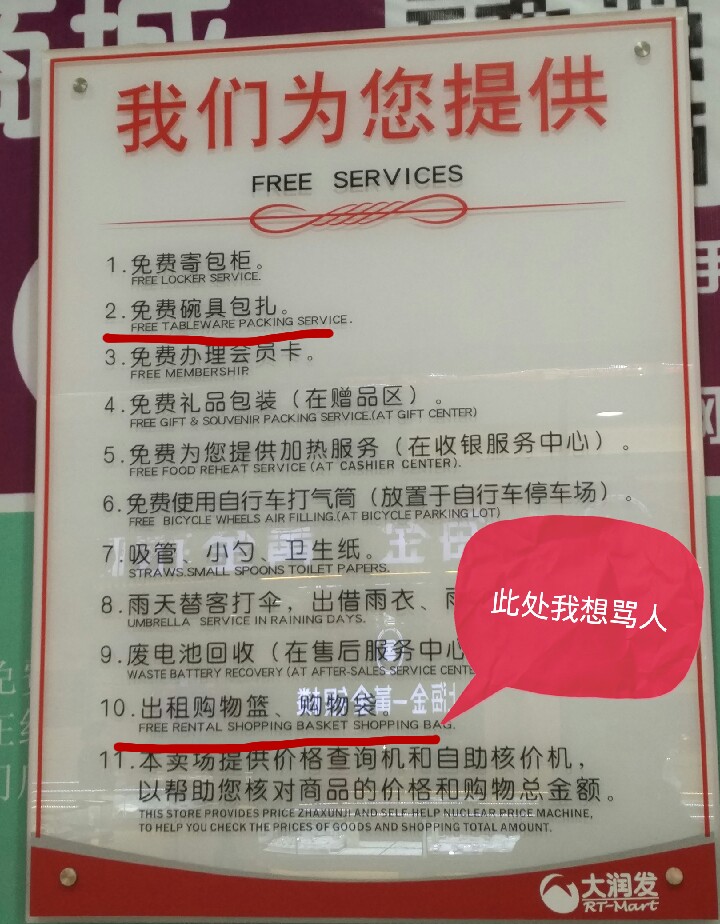 我们为您提供
FREE SERVICES
1.免费寄包柜。
FREE LOCKER SERVICE.
2.免费碗具包扎。
FREE TABLEWARE PACKING SERVICE.
3.免费办理会员卡。
FREE MEMBERSHIP.
4.免费礼品包装（在赠品区）。
FREE GIFT & SOUVENIR PACKING SERVICE.(AT GIFT CENTER)
5.免费为您提供加热服务（在收银服务中心）。
FREE FOOD REHEAT SERVICE (AT CASHIER CENTER).
6.免费使用自行车打气筒（放置于自行车停车场）。
FREE BICYCLE WHEELS AIR FILLING.(AT BICYCLE PARKING LOT)
7.吸管、小勺、卫生纸。
STRAWS.SMALL SPOONS TOILET PAPERS.
8.雨天替客打伞，出借雨衣、
UMBRELLA SERVICE IN RAINING DAYS.
此处我想骂人
9.废电池回收（在售后服务中心
WASTE BATTERY RECOVERY (AT AFTER-SALES SERVICE CENTE
10.出租购物篮、购物袋。
FREE RENTAL SHOPPING BASKET SHOPPING BAG.
11.本卖场提供价格查询机和自助核价机，
以帮助您核对商品的价格和购物总金额。
THIS STORE PROVIDES PRICE ZHAXUNJI AND SELF-HELP NUCLEAR PRICE MACHINE,
TO HELP YOU CHECK THE PRICES OF GOODS AND SHOPPING TOTAL AMOUNT.
大润发
RT-Mart